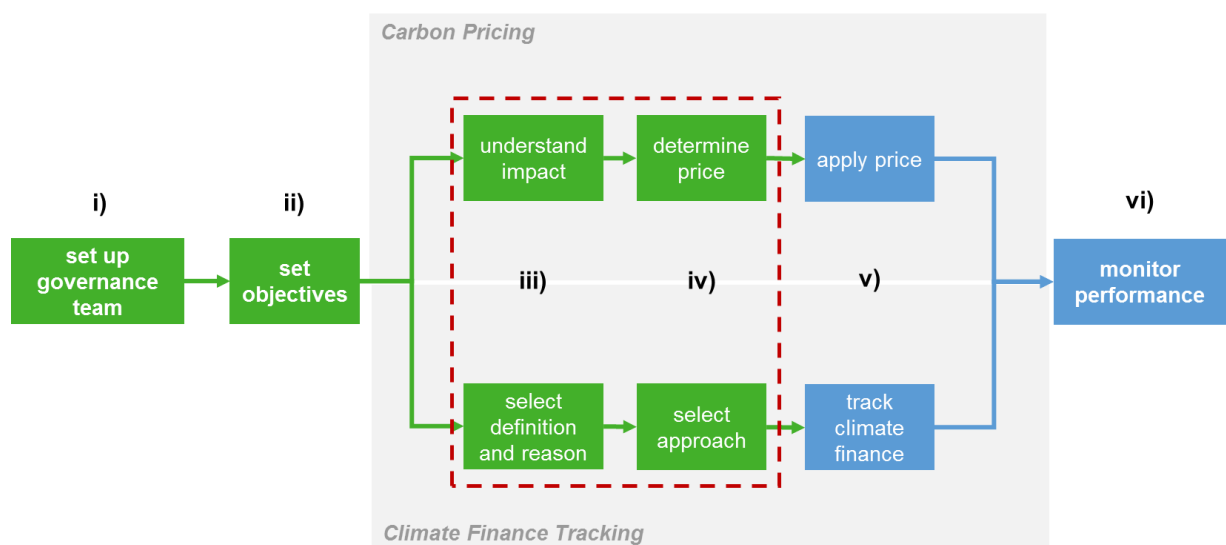 Carbon Pricing
understand
impact
determine
price
apply price
i)
ii)
vi)
set up
governance
team
set
objectives
iii)
iv)
v)
monitor
performance
select
definition
and reason
select
approach
track
climate
finance
Climate Finance Tracking